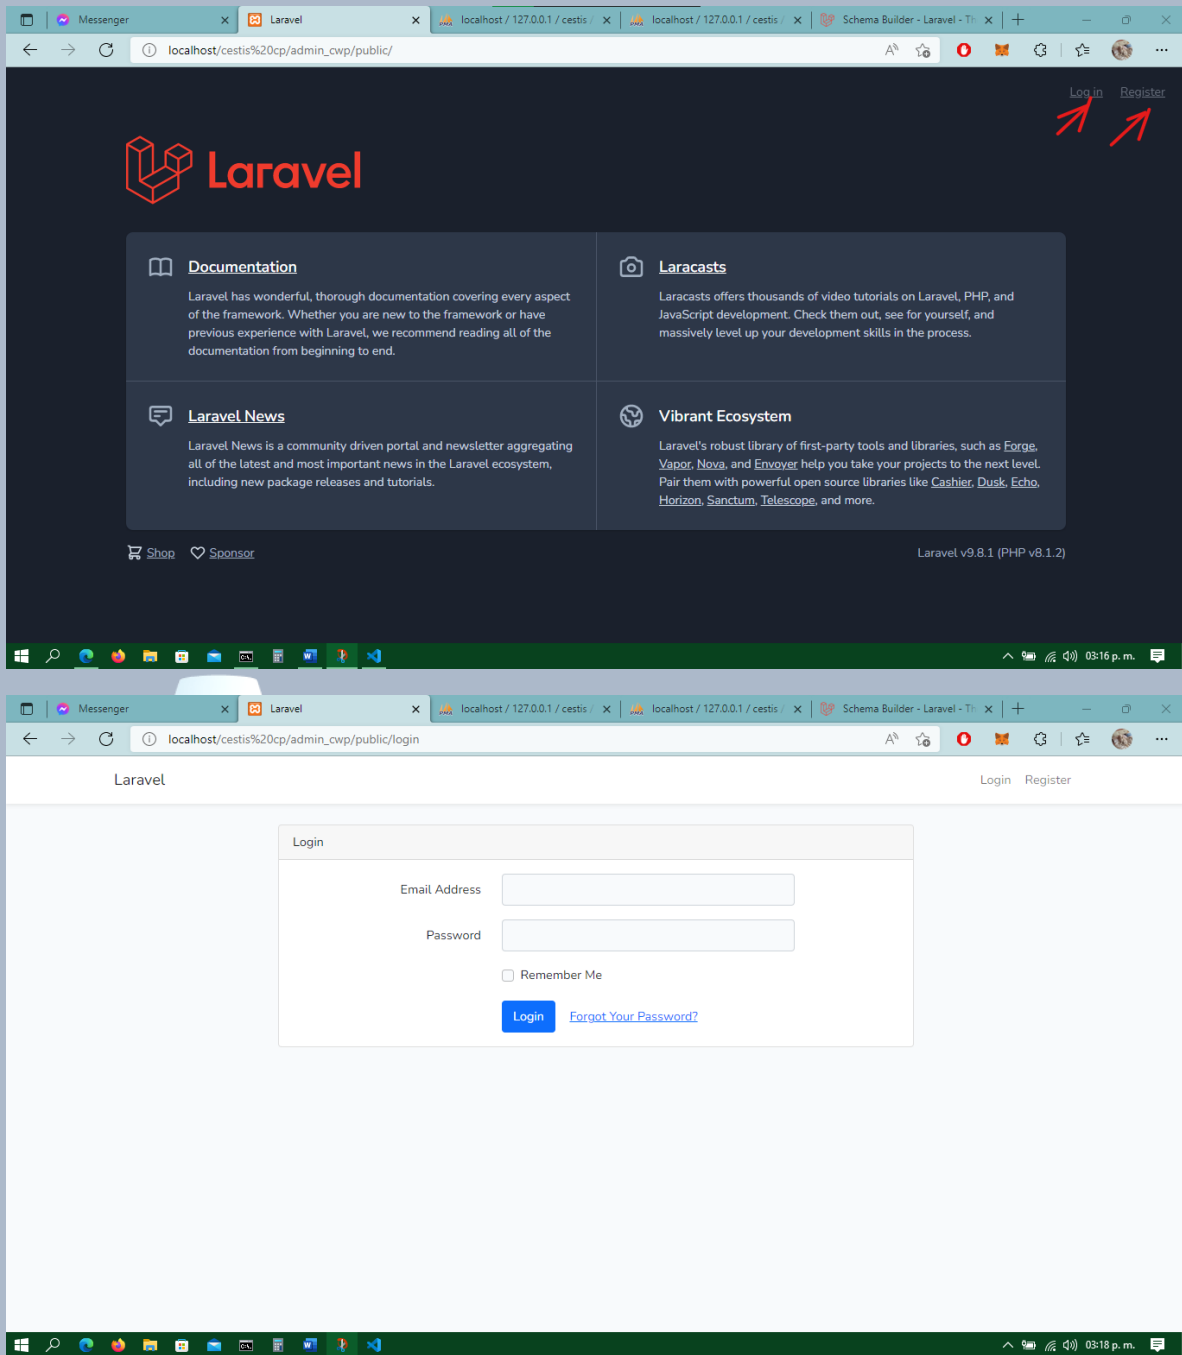 Messenger
Laravel
localhost / 127.0.0.1 / cestis /
localhost / 127.0.0.1 / cestis /
Schema Builder - Laravel - Th
localhost/cestis%20cp/admin_cwp/public/
Log in Register
Laravel
Documentation
Laravel has wonderful, thorough documentation covering every aspect
of the framework. Whether you are new to the framework or have
previous experience with Laravel, we recommend reading all of the
documentation from beginning to end.
Laracasts
Laracasts offers thousands of video tutorials on Laravel, PHP, and
JavaScript development. Check them out, see for yourself, and
massively level up your development skills in the process.
Laravel News
Laravel News is a community driven portal and newsletter aggregating
all of the latest and most important news in the Laravel ecosystem,
including new package releases and tutorials.
Vibrant Ecosystem
Laravel's robust library of first-party tools and libraries, such as Forge,
Vapor, Nova, and Envoyer help you take your projects to the next level.
Pair them with powerful open source libraries like Cashier, Dusk, Echo,
Horizon, Sanctum, Telescope, and more.
Shop Sponsor
Laravel v9.8.1 (PHP v8.1.2)
03:16 p. m.
Messenger
Laravel
localhost / 127.0.0.1 / cestis /
localhost / 127.0.0.1 / cestis /
Schema Builder - Laravel - Th
localhost/cestis%20cp/admin_cwp/public/login
Laravel
Login Register
Login
Email Address
Password
Remember Me
Login Forgot Your Password?
03:18 p. m.